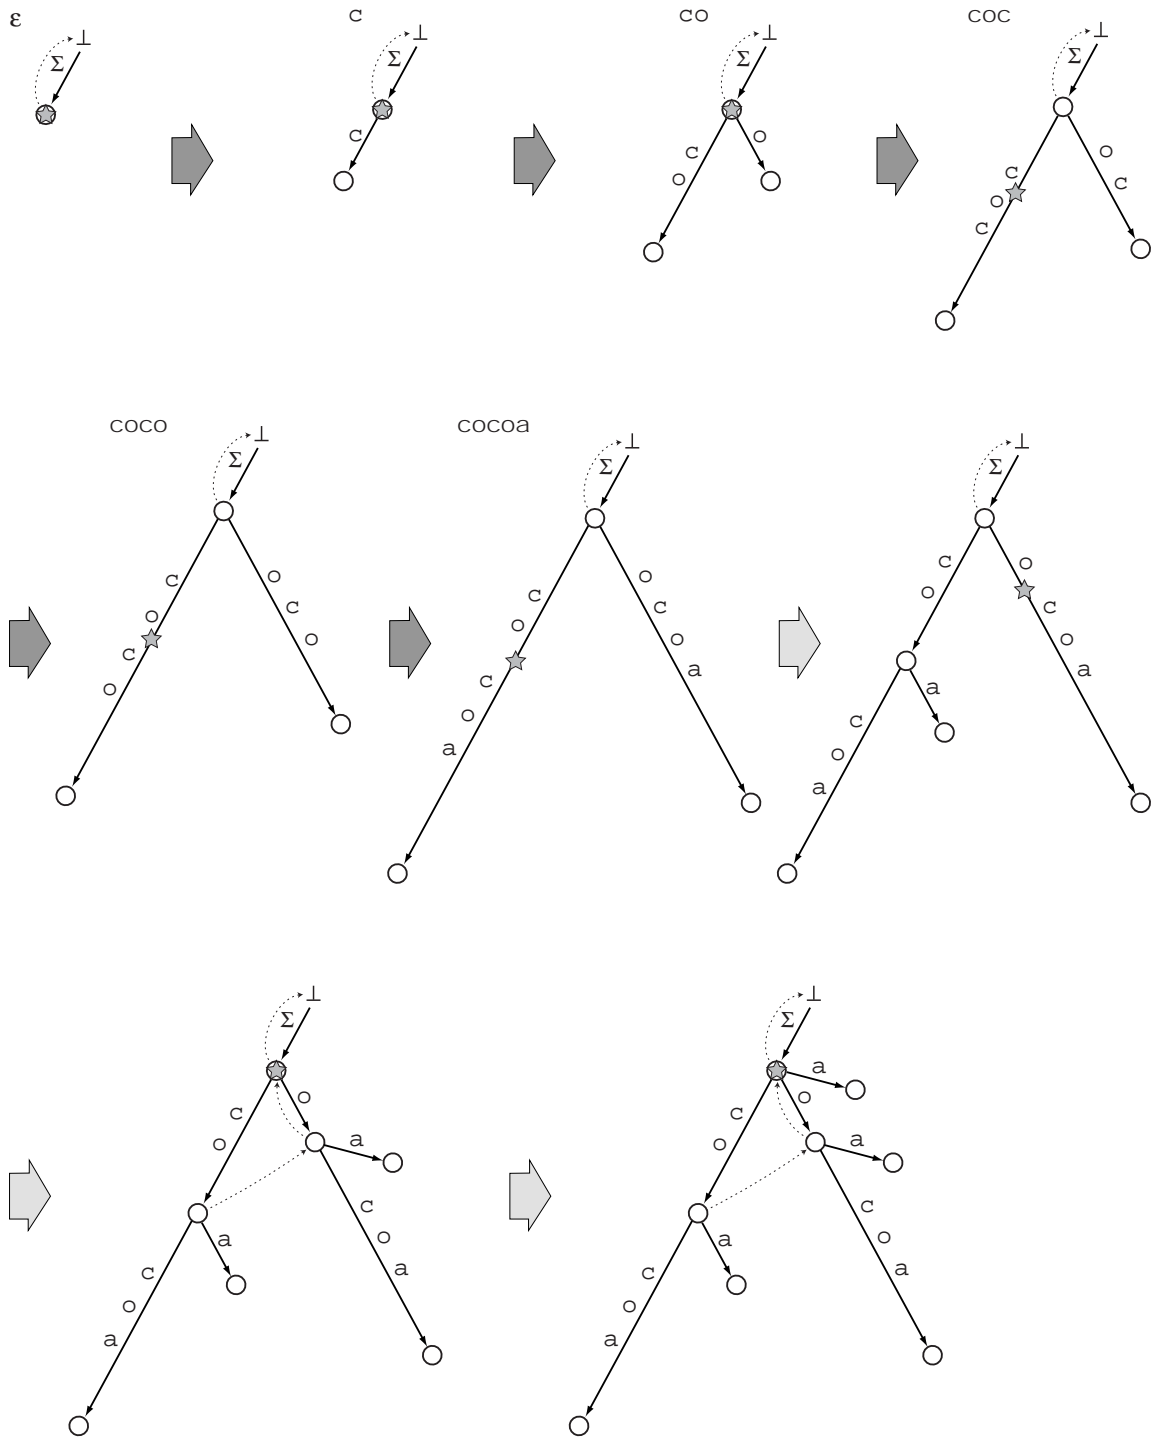 ε c co coc
⊥ ⊥ ⊥ ⊥
Σ Σ Σ Σ
c c o o
o c c
o
c
coco cocoa
⊥ ⊥ ⊥
Σ Σ Σ
c o c o c o
o c o c o c
c o c o a o
o o a c a
a o
a
⊥ ⊥
Σ Σ a
c o c o
o a o a
c c
a o a o
c a c a
o o
a a